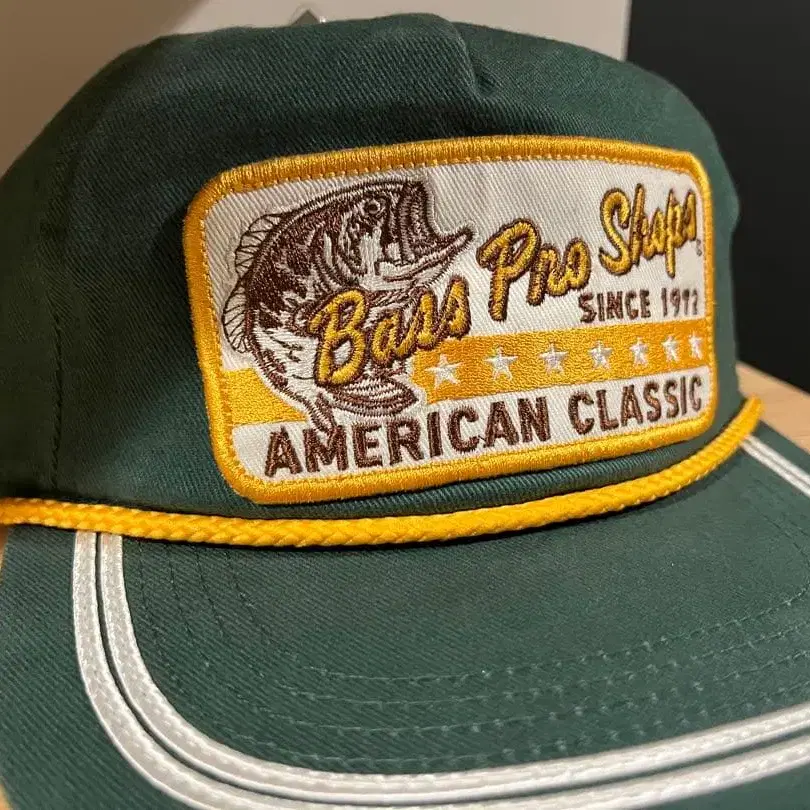 Bass Pro Shops
SINCE 1972
AMERICAN CLASSIC